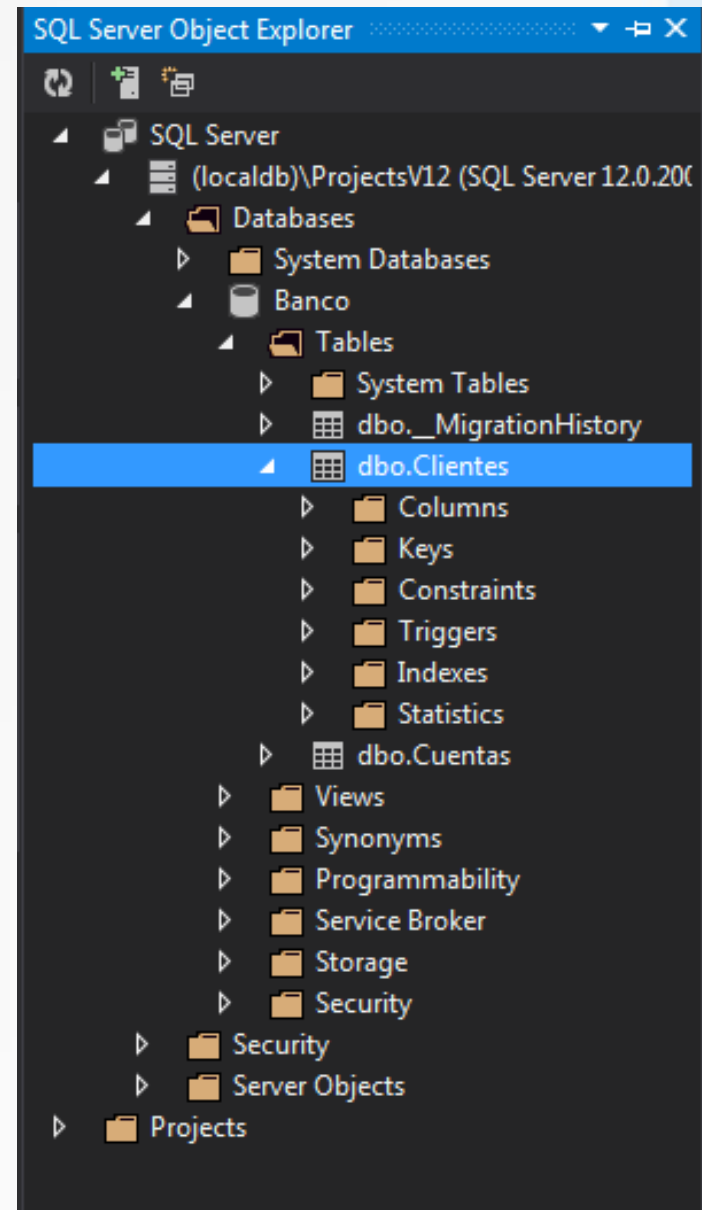 SQL Server Object Explorer
SQL Server
(localdb)\ProjectsV12 (SQL Server 12.0.200
Databases
System Databases
Banco
Tables
System Tables
dbo.__MigrationHistory
dbo.Clientes
Columns
Keys
Constraints
Triggers
Indexes
Statistics
dbo.Cuentas
Views
Synonyms
Programmability
Service Broker
Storage
Security
Security
Server Objects
Projects